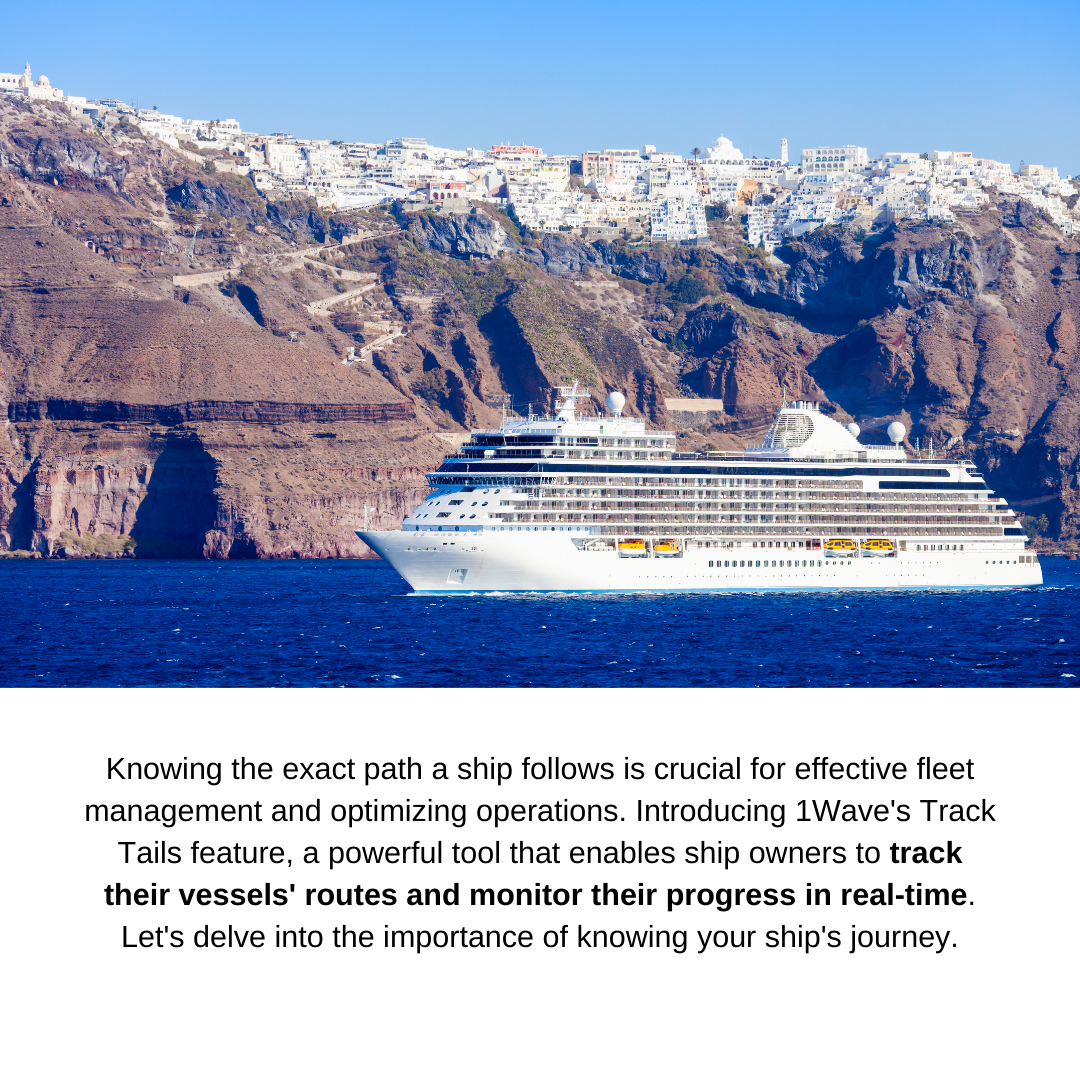 Knowing the exact path a ship follows is crucial for effective fleet
management and optimizing operations. Introducing 1Wave's Track
Tails feature, a powerful tool that enables ship owners to track
their vessels' routes and monitor their progress in real-time.
Let's delve into the importance of knowing your ship's journey.